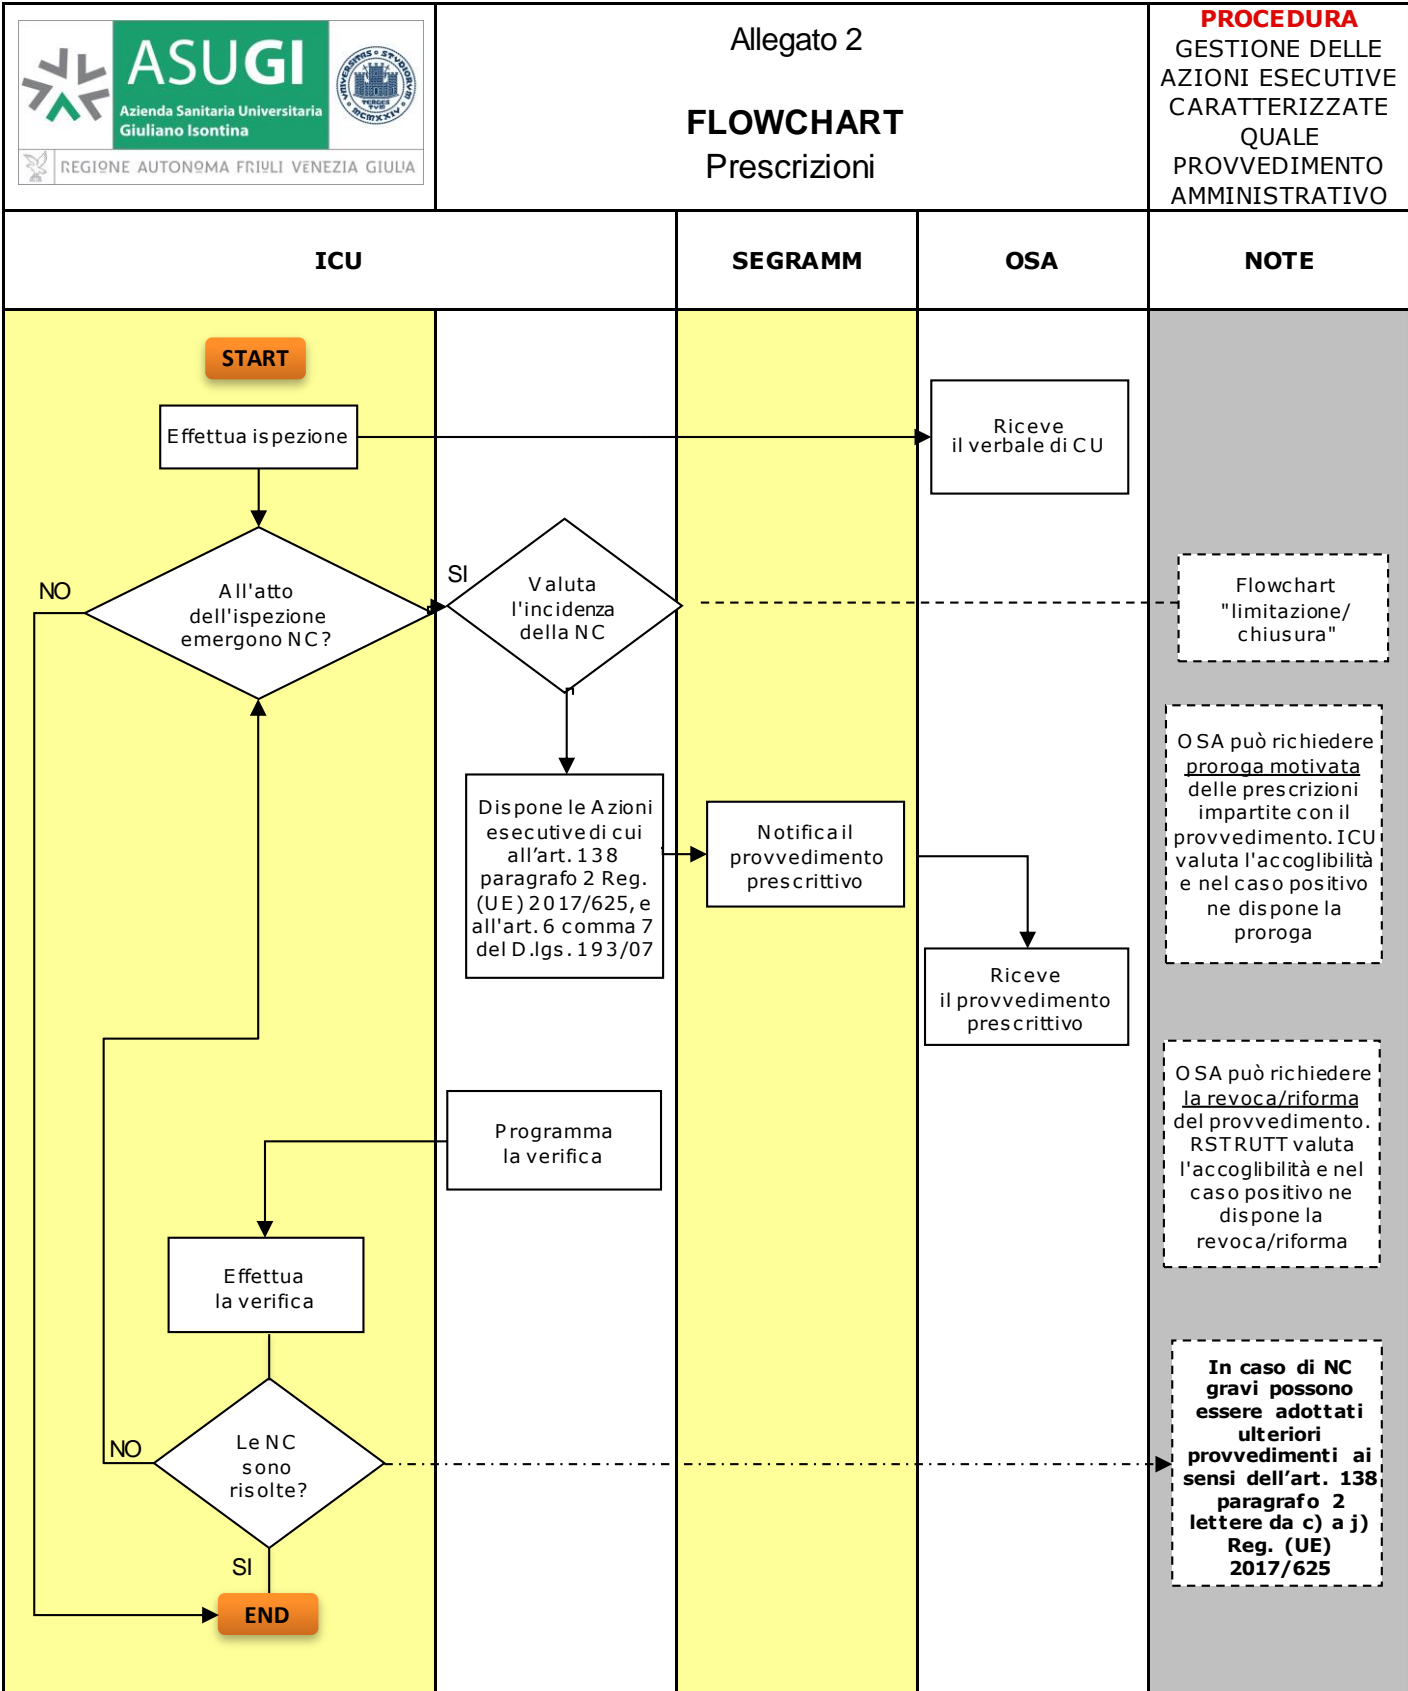 ASUGI
Azienda Sanitaria Universitaria
Giuliano Isontina
REGIONE AUTONOMA FRIULI VENEZIA GIULIA
Allegato 2
FLOWCHART
Prescrizioni
PROCEDURA
GESTIONE DELLE
AZIONI ESECUTIVE
CARATTERIZZATE
QUALE
PROVVEDIMENTO
AMMINISTRATIVO
ICU
SEGRAMM
OSA
NOTE
START
Effettua ispezione
Riceve
il verbale di CU
NO
All'atto
dell'ispezione
emergono NC?
SI
Valuta
l'incidenza
della NC
Flowchart
"limitazione/
chiusura"
OSA può richiedere
proroga motivata
delle prescrizioni
impartite con il
provvedimento. ICU
valuta l'accoglibilità
e nel caso positivo
ne dispone la
proroga
Dispone le Azioni
esecutive di cui
all’art. 138
paragrafo 2 Reg.
(UE) 2017/625, e
all'art. 6 comma 7
del D.lgs. 193/07
Notifica il
provvedimento
prescrittivo
Riceve
il provvedimento
prescrittivo
OSA può richiedere
la revoca/riforma
del provvedimento.
RSTRUTT valuta
l'accoglibilità e nel
caso positivo ne
dispone la
revoca/riforma
Programma
la verifica
Effettua
la verifica
NO
Le NC
sono
risolte?
SI
In caso di NC
gravi possono
essere adottati
ulteriori
provvedimenti ai
sensi dell’art. 138
paragrafo 2
lettere da c) a j)
Reg. (UE)
2017/625
END